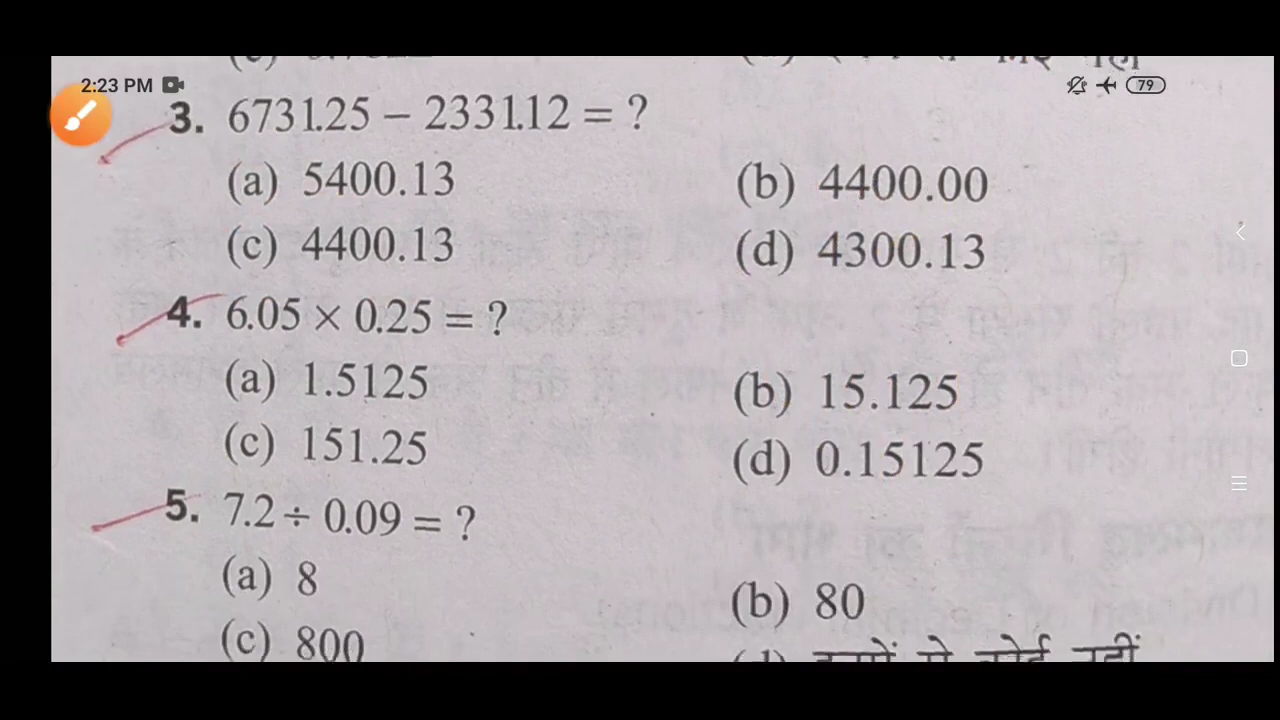 2:23 PM
79
3. 6731.25 – 2331.12 = ?
(a) 5400.13 (b) 4400.00
(c) 4400.13 (d) 4300.13
4. 6.05 × 0.25 = ?
(a) 1.5125 (b) 15.125
(c) 151.25 (d) 0.15125
5. 7.2 ÷ 0.09 = ?
(a) 8 (b) 80
(c) 800 (d) इनमें से कोई नहीं